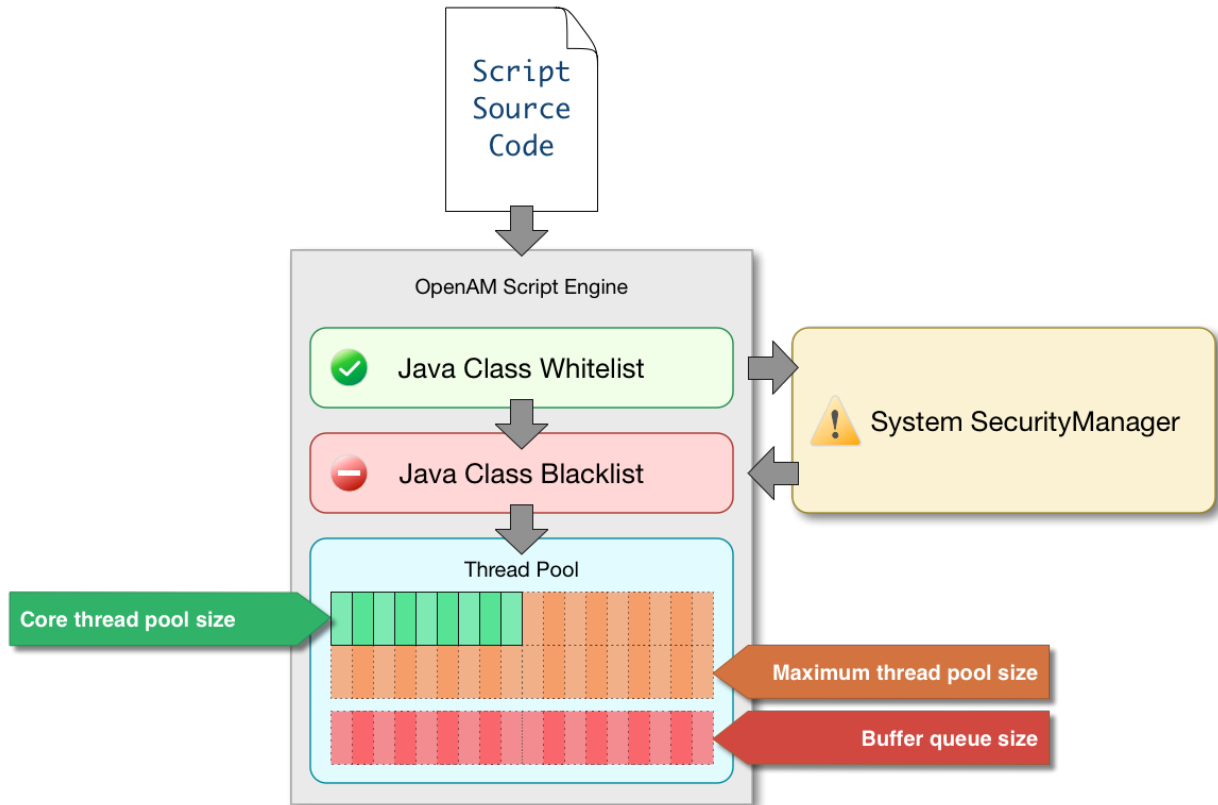 Script
Source
Code
OpenAM Script Engine
Java Class Whitelist
System SecurityManager
Java Class Blacklist
Thread Pool
Core thread pool size
Maximum thread pool size
Buffer queue size